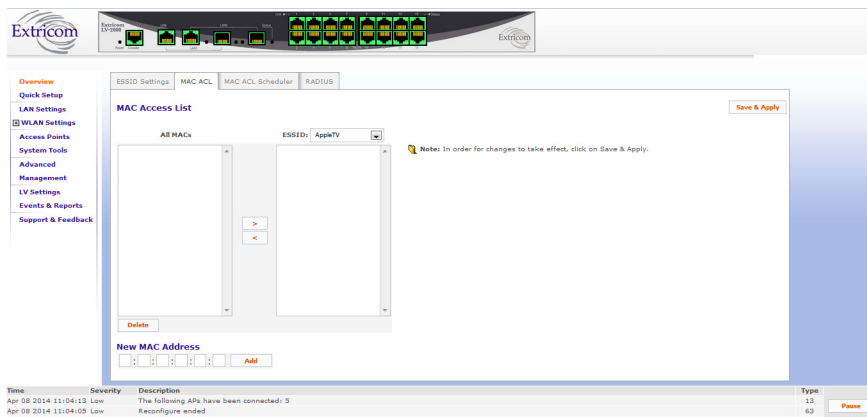 Extricom
Extricom
LV-2000
Extricom
Overview
Quick Setup
LAN Settings
WLAN Settings
Access Points
System Tools
Advanced
Management
LV Settings
Events & Reports
Support & Feedback
ESSID Settings MAC ACL MAC ACL Scheduler RADIUS
MAC Access List
Save & Apply
All MACs
ESSID: AppleTV
Note: In order for changes to take effect, click on Save & Apply.
>
<
Delete
New MAC Address
: : : : : Add
Time Severity Description Type
Apr 08 2014 11:04:13 Low The following APs have been connected: 5 13
Apr 08 2014 11:04:05 Low Reconfigure ended 63
Pause